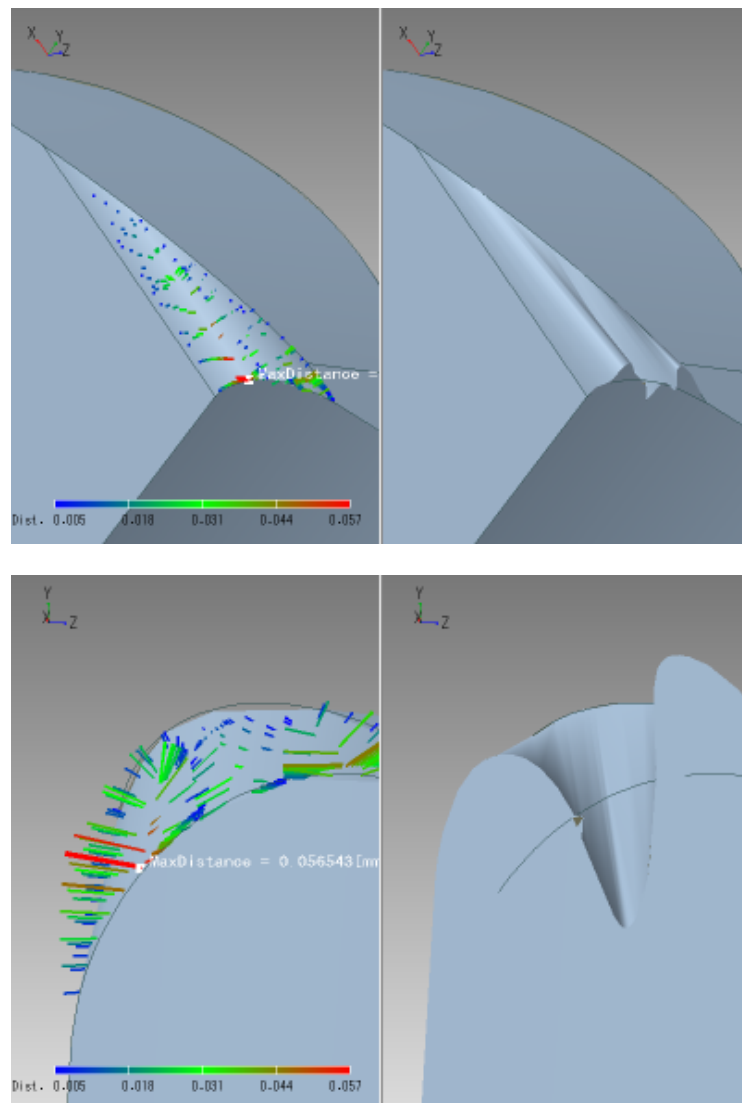 X Y Z
X Y Z
MaxDistance =
Dist. 0.005 0.018 0.031 0.044 0.057
Y
X Z
Y
X Z
MaxDistance = 0 056543[mm
Dist. 0.005 0.018 0.031 0.044 0.057